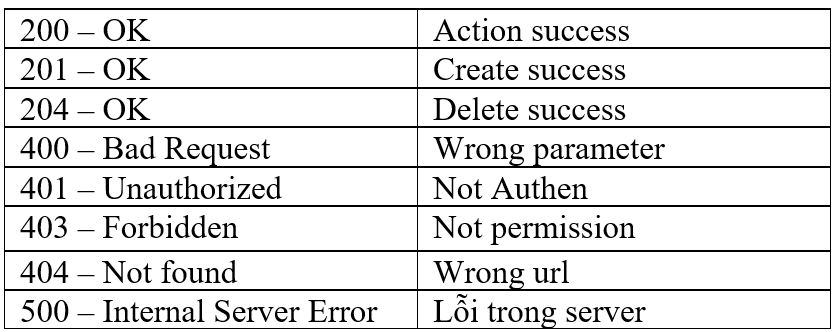 200 – OK Action success
201 – OK Create success
204 – OK Delete success
400 – Bad Request Wrong parameter
401 – Unauthorized Not Authen
403 – Forbidden Not permission
404 – Not found Wrong url
500 – Internal Server Error Lỗi trong server